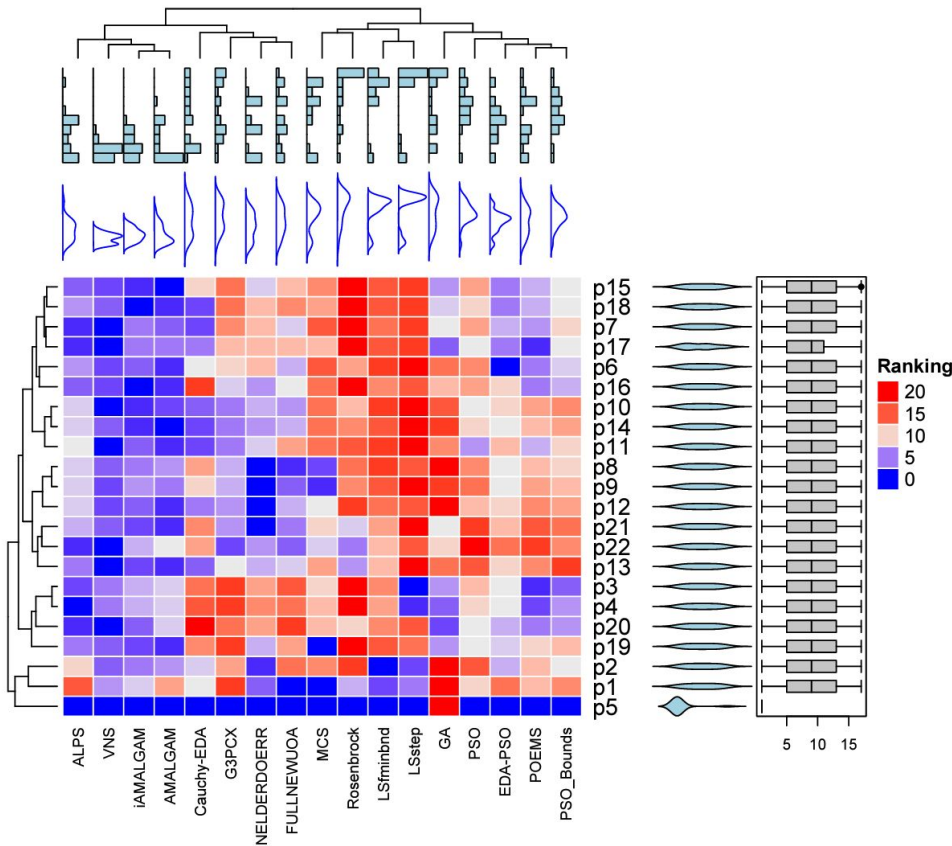 p15
p18
p7
p17
p6
p16
p10
p14
p11
p8
p9
p12
p21
p22
p13
p3
p4
p20
p19
p2
p1
p5
Ranking
20
15
10
5
0
5 10 15
ALPS
VNS
iAMALGAM
AMALGAM
Cauchy-EDA
G3PCX
NELDERDOERR
FULLNEWUOA
MCS
Rosenbrock
LSfminbnd
LSstep
GA
PSO
EDA-PSO
POEMS
PSO_Bounds